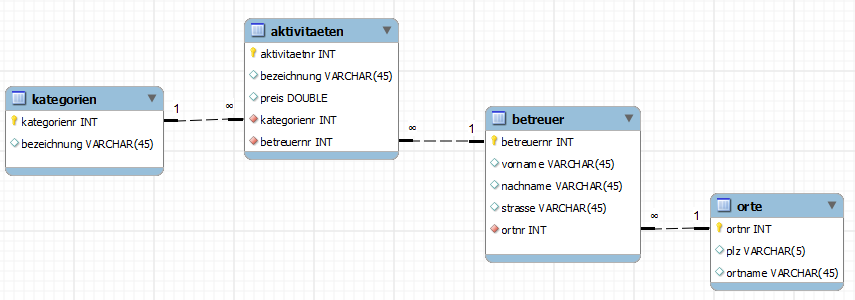 aktivitaeten
aktivitaetnr INT
bezeichnung VARCHAR(45)
preis DOUBLE
kategorienr INT
betreuernr INT
kategorien
kategorienr INT
bezeichnung VARCHAR(45)
1
∞
∞
1
betreuer
betreuernr INT
vorname VARCHAR(45)
nachname VARCHAR(45)
strasse VARCHAR(45)
ortnr INT
∞
1
orte
ortnr INT
plz VARCHAR(5)
ortname VARCHAR(45)